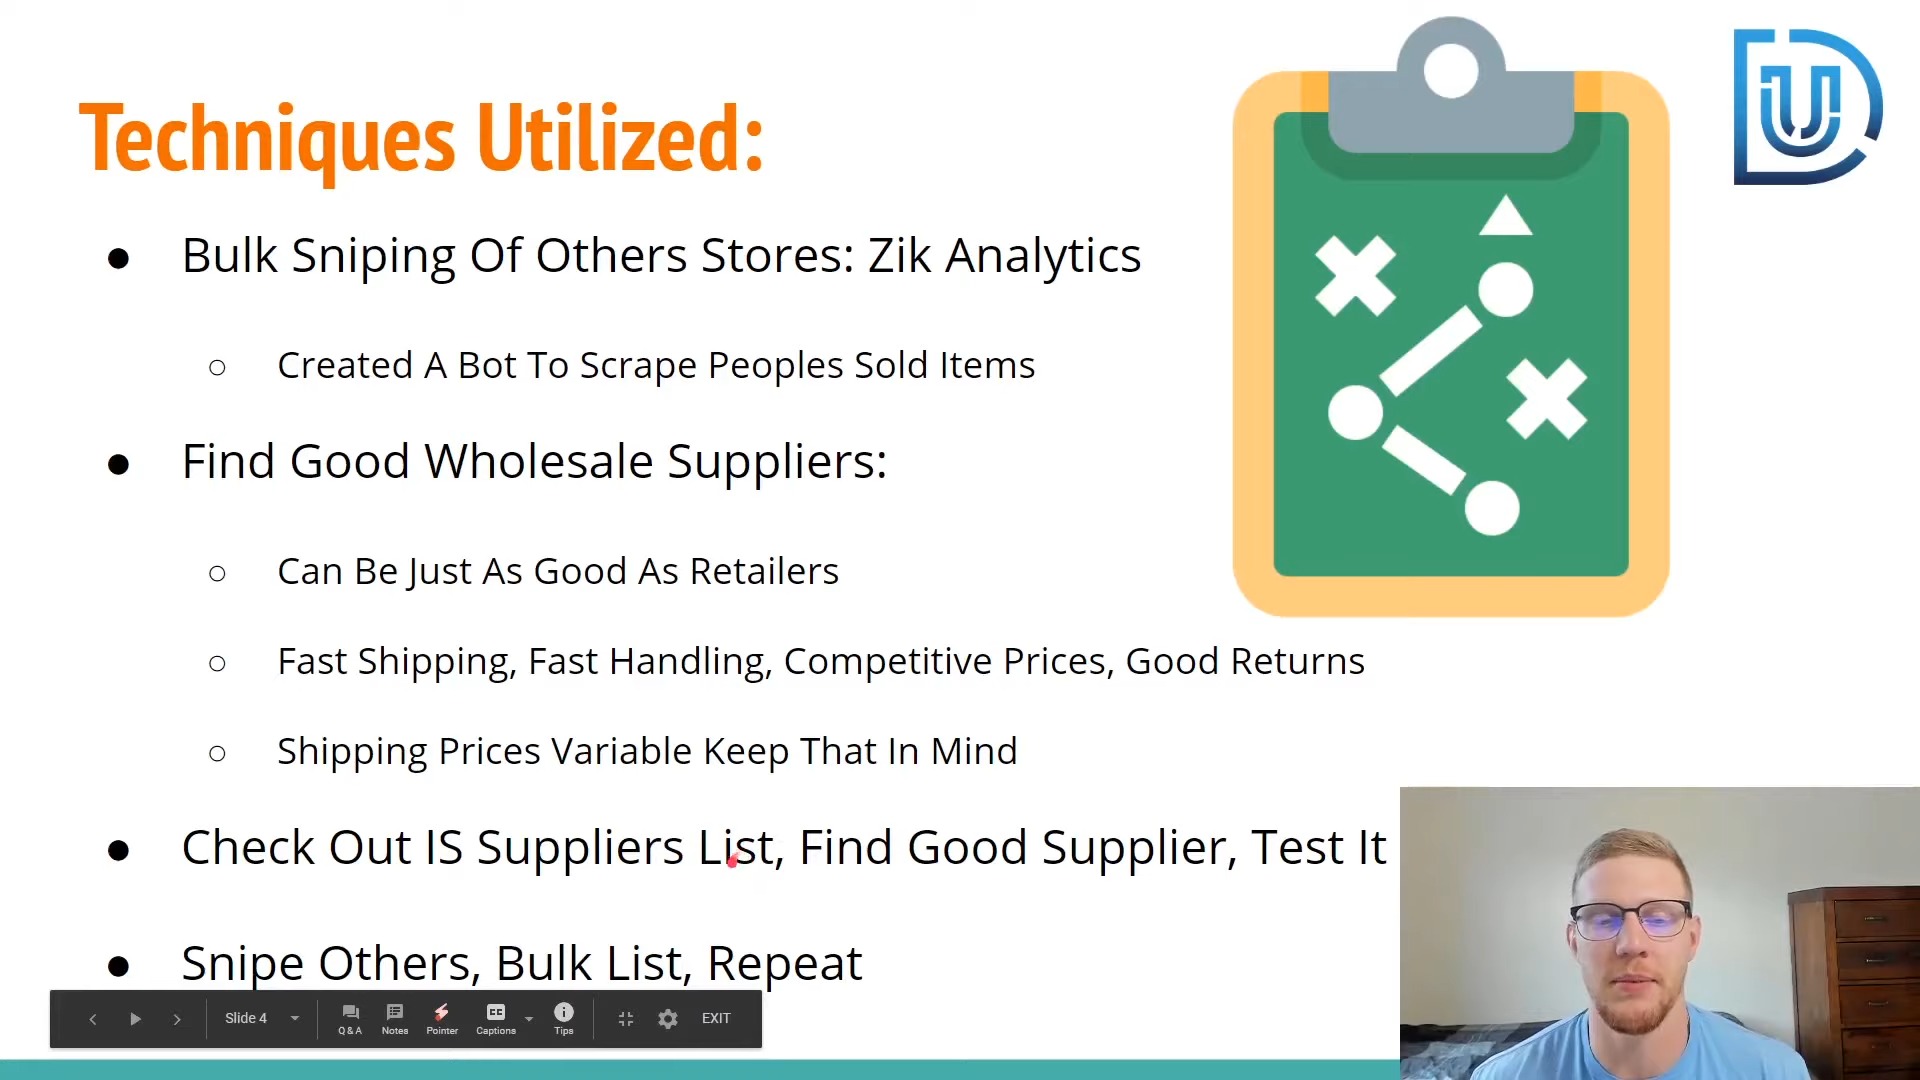 Techniques Utilized:
● Bulk Sniping Of Others Stores: Zik Analytics
○ Created A Bot To Scrape Peoples Sold Items
● Find Good Wholesale Suppliers:
○ Can Be Just As Good As Retailers
○ Fast Shipping, Fast Handling, Competitive Prices, Good Returns
○ Shipping Prices Variable Keep That In Mind
● Check Out IS Suppliers List, Find Good Supplier, Test It
● Snipe Others, Bulk List, Repeat
Slide 4
Q & A
Notes
Pointer
CC
Captions
Tips
EXIT
DU